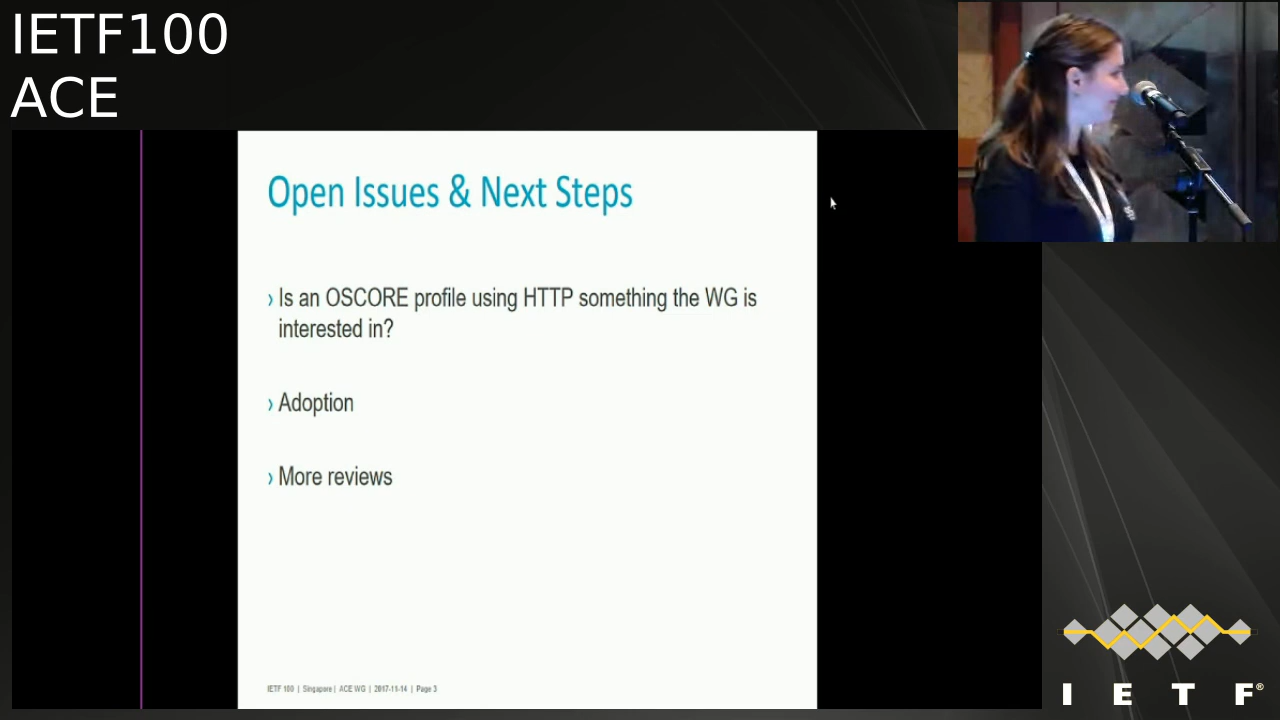 IETF100
ACE
Open Issues & Next Steps
› Is an OSCORE profile using HTTP something the WG is
interested in?
› Adoption
› More reviews
IETF 100 | Singapore | ACE WG | 2017-11-14 | Page 3
I E T F®